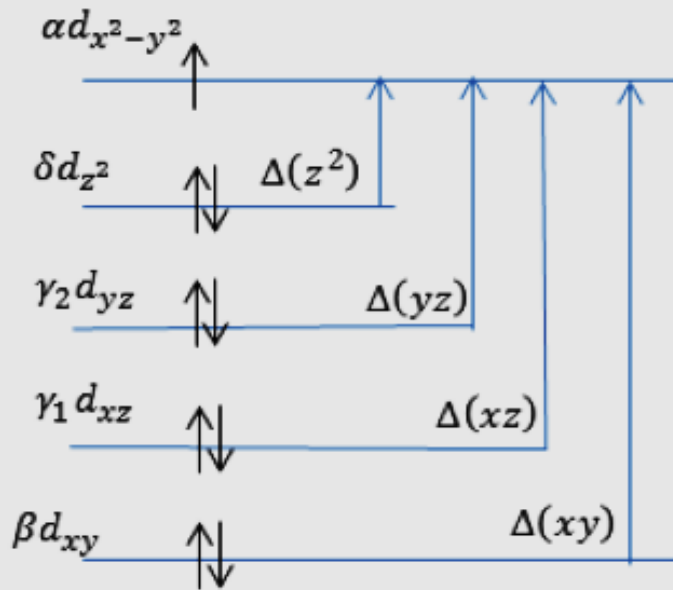 αd_{x²−y²}
δd_{z²} Δ(z²)
γ₂d_{yz} Δ(yz)
γ₁d_{xz} Δ(xz)
βd_{xy} Δ(xy)